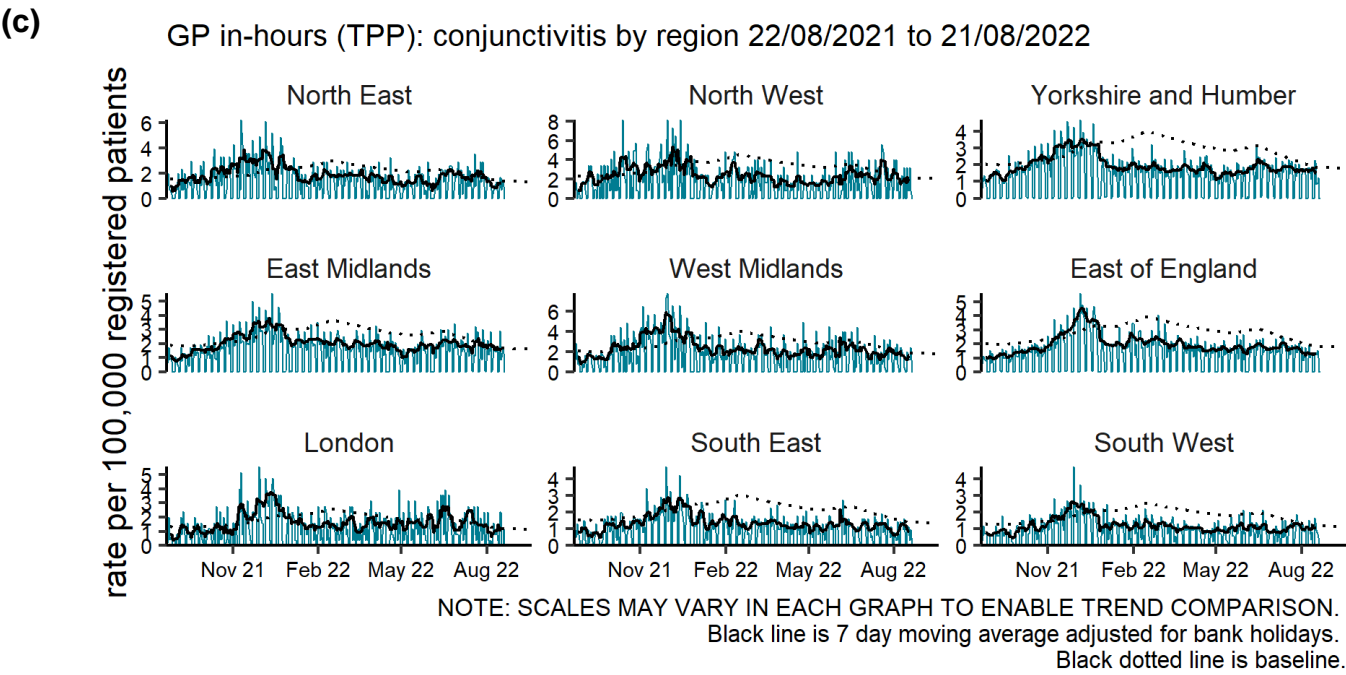 (c)
GP in-hours (TPP): conjunctivitis by region 22/08/2021 to 21/08/2022
rate per 100,000 registered patients
North East
6
4
2
0
North West
8
6
4
2
0
Yorkshire and Humber
4
3
2
1
0
East Midlands
5
4
3
2
1
0
West Midlands
6
4
2
0
East of England
5
4
3
2
1
0
London
5
4
3
2
1
0
South East
4
3
2
1
0
South West
4
3
2
1
0
Nov 21 Feb 22 May 22 Aug 22
Nov 21 Feb 22 May 22 Aug 22
Nov 21 Feb 22 May 22 Aug 22
NOTE: SCALES MAY VARY IN EACH GRAPH TO ENABLE TREND COMPARISON.
Black line is 7 day moving average adjusted for bank holidays.
Black dotted line is baseline.